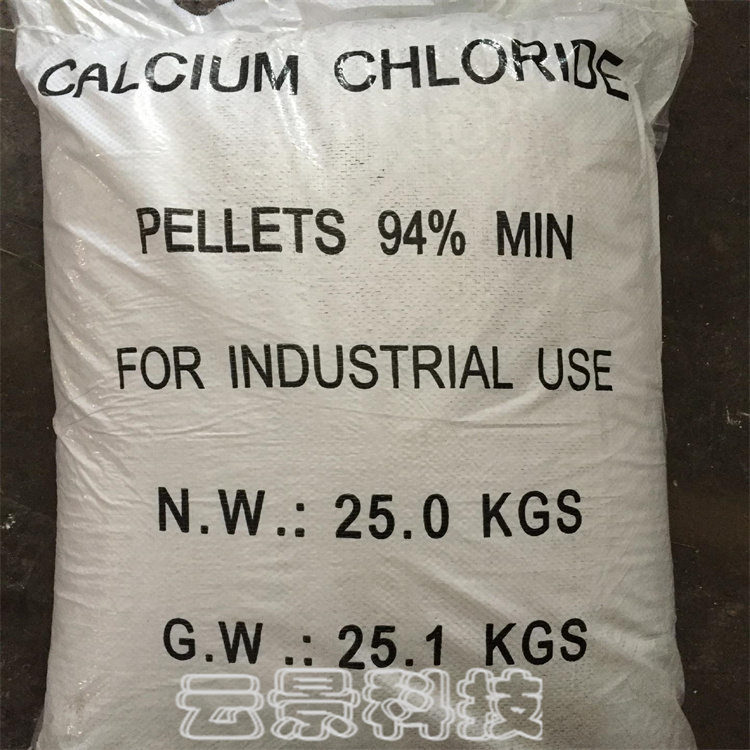 CALCIUM CHLORIDE
PELLETS 94% MIN
FOR INDUSTRIAL USE
N.W.: 25.0 KGS
G.W.: 25.1 KGS
云景科技